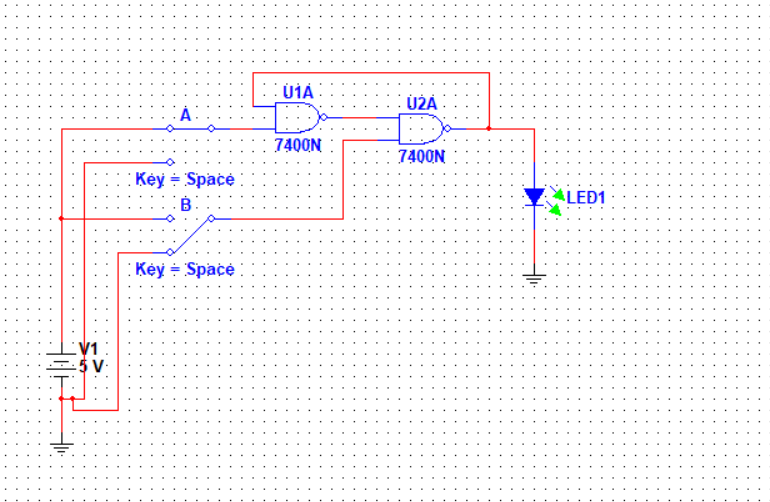 U1A
A
U2A
7400N
7400N
Key = Space
LED1
B
Key = Space
V1
5 V